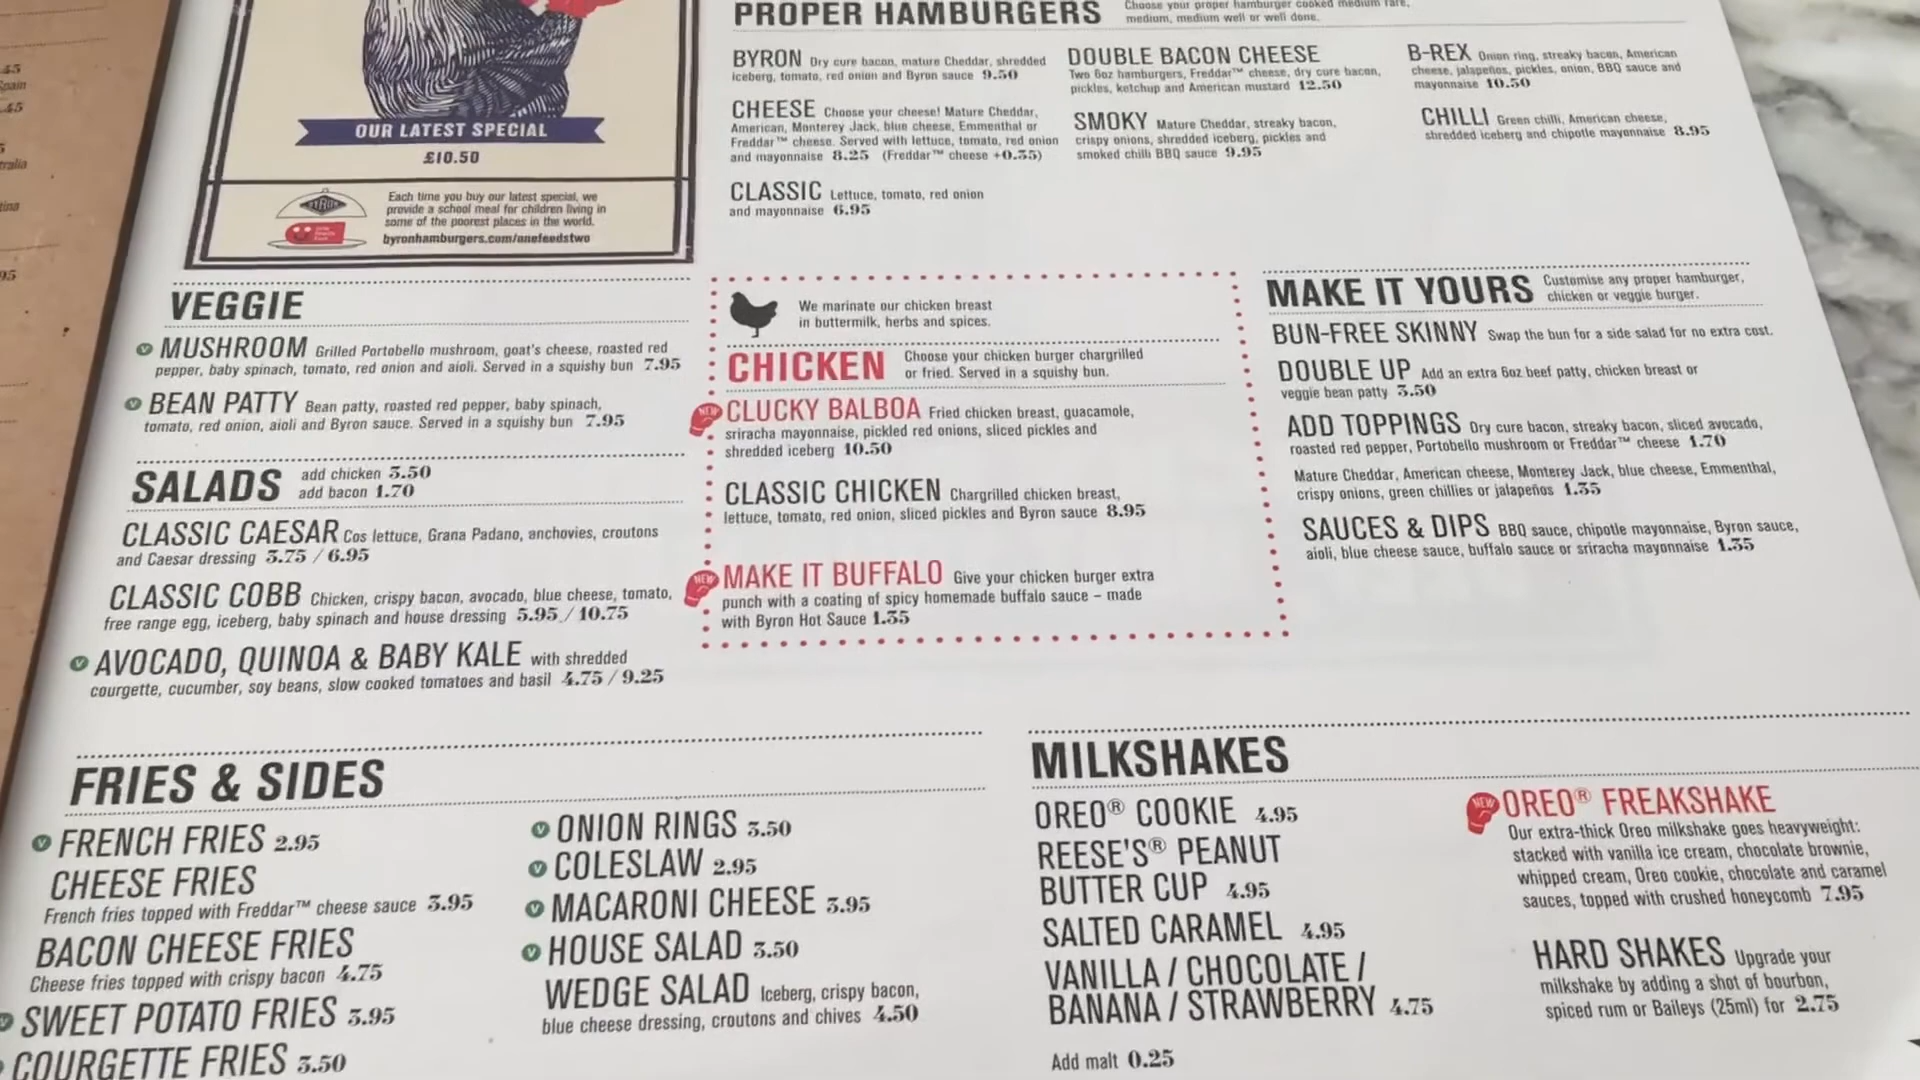 OUR LATEST SPECIAL
£10.50
BYRON
Each time you buy our latest special, we
provide a school meal for children living in
some of the poorest places in the world.
byronhamburgers.com/onefeedstwo
PROPER HAMBURGERS
Choose your proper hamburger cooked medium rare,
medium, medium well or well done.
BYRON Dry cure bacon, mature Cheddar, shredded
iceberg, tomato, red onion and Byron sauce 9.50
CHEESE Choose your cheese! Mature Cheddar,
American, Monterey Jack, blue cheese, Emmenthal or
Freddar™ cheese. Served with lettuce, tomato, red onion
and mayonnaise 8.25 (Freddar™ cheese +0.35)
CLASSIC Lettuce, tomato, red onion
and mayonnaise 6.95
DOUBLE BACON CHEESE
Two 6oz hamburgers, Freddar™ cheese, dry cure bacon,
pickles, ketchup and American mustard 12.50
SMOKY Mature Cheddar, streaky bacon,
crispy onions, shredded iceberg, pickles and
smoked chilli BBQ sauce 9.95
B-REX Onion ring, streaky bacon, American
cheese, jalapeños, pickles, onion, BBQ sauce and
mayonnaise 10.50
CHILLI Green chilli, American cheese,
shredded iceberg and chipotle mayonnaise 8.95
VEGGIE
V MUSHROOM Grilled Portobello mushroom, goat's cheese, roasted red
pepper, baby spinach, tomato, red onion and aioli. Served in a squishy bun 7.95
V BEAN PATTY Bean patty, roasted red pepper, baby spinach,
tomato, red onion, aioli and Byron sauce. Served in a squishy bun 7.95
SALADS
add chicken 3.50
add bacon 1.70
CLASSIC CAESAR Cos lettuce, Grana Padano, anchovies, croutons
and Caesar dressing 3.75 / 6.95
CLASSIC COBB Chicken, crispy bacon, avocado, blue cheese, tomato,
free range egg, iceberg, baby spinach and house dressing 5.95 / 10.75
V AVOCADO, QUINOA & BABY KALE with shredded
courgette, cucumber, soy beans, slow cooked tomatoes and basil 4.75 / 9.25
We marinate our chicken breast
in buttermilk, herbs and spices.
CHICKEN
Choose your chicken burger chargrilled
or fried. Served in a squishy bun.
NEW CLUCKY BALBOA Fried chicken breast, guacamole,
sriracha mayonnaise, pickled red onions, sliced pickles and
shredded iceberg 10.50
CLASSIC CHICKEN Chargrilled chicken breast,
lettuce, tomato, red onion, sliced pickles and Byron sauce 8.95
NEW MAKE IT BUFFALO Give your chicken burger extra
punch with a coating of spicy homemade buffalo sauce – made
with Byron Hot Sauce 1.35
MAKE IT YOURS
Customise any proper hamburger,
chicken or veggie burger.
BUN-FREE SKINNY Swap the bun for a side salad for no extra cost.
DOUBLE UP Add an extra 6oz beef patty, chicken breast or
veggie bean patty 3.50
ADD TOPPINGS Dry cure bacon, streaky bacon, sliced avocado,
roasted red pepper, Portobello mushroom or Freddar™ cheese 1.70
Mature Cheddar, American cheese, Monterey Jack, blue cheese, Emmenthal,
crispy onions, green chillies or jalapeños 1.35
SAUCES & DIPS BBQ sauce, chipotle mayonnaise, Byron sauce,
aioli, blue cheese sauce, buffalo sauce or sriracha mayonnaise 1.35
FRIES & SIDES
V FRENCH FRIES 2.95
CHEESE FRIES
French fries topped with Freddar™ cheese sauce 3.95
BACON CHEESE FRIES
Cheese fries topped with crispy bacon 4.75
V SWEET POTATO FRIES 3.95
COURGETTE FRIES 3.50
V ONION RINGS 3.50
V COLESLAW 2.95
V MACARONI CHEESE 3.95
V HOUSE SALAD 3.50
WEDGE SALAD Iceberg, crispy bacon,
blue cheese dressing, croutons and chives 4.50
MILKSHAKES
OREO® COOKIE 4.95
REESE'S® PEANUT
BUTTER CUP 4.95
SALTED CARAMEL 4.95
VANILLA / CHOCOLATE /
BANANA / STRAWBERRY 4.75
Add malt 0.25
NEW OREO® FREAKSHAKE
Our extra-thick Oreo milkshake goes heavyweight:
stacked with vanilla ice cream, chocolate brownie,
whipped cream, Oreo cookie, chocolate and caramel
sauces, topped with crushed honeycomb 7.95
HARD SHAKES Upgrade your
milkshake by adding a shot of bourbon,
spiced rum or Baileys (25ml) for 2.75